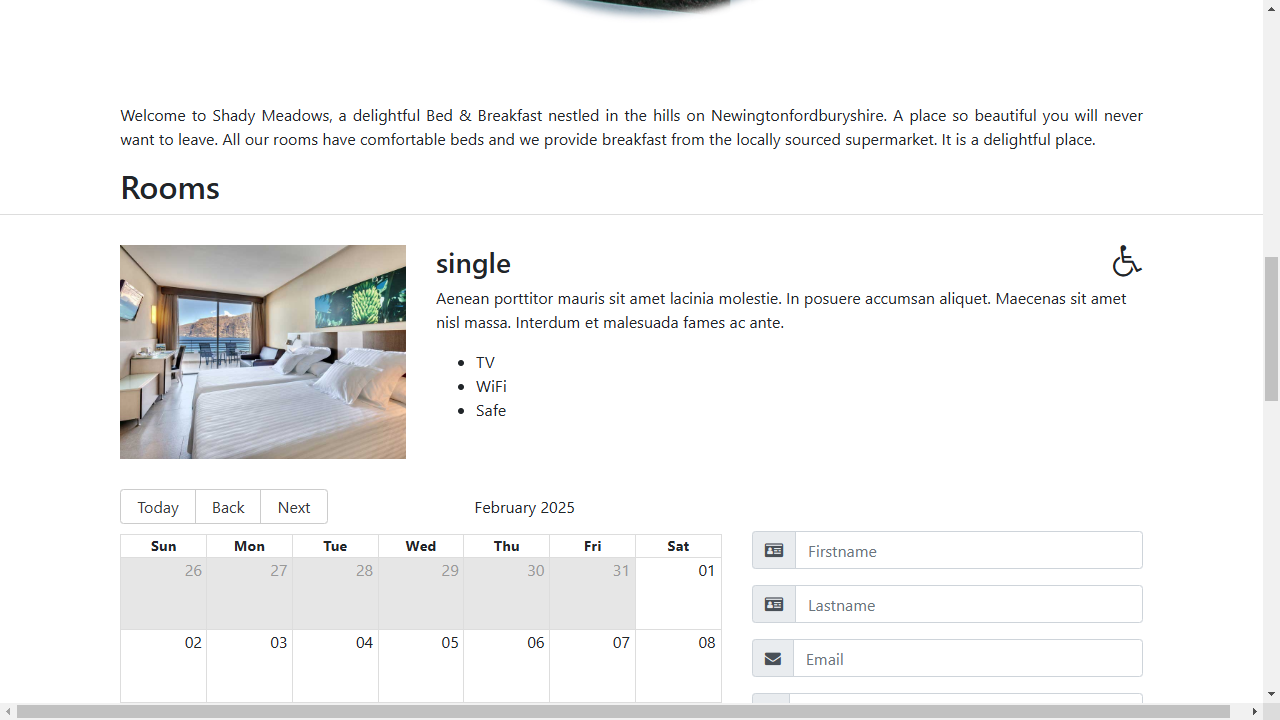 Welcome to Shady Meadows, a delightful Bed & Breakfast nestled in the hills on Newingtonfordburyshire. A place so beautiful you will never
want to leave. All our rooms have comfortable beds and we provide breakfast from the locally sourced supermarket. It is a delightful place.
Rooms
single
Aenean porttitor mauris sit amet lacinia molestie. In posuere accumsan aliquet. Maecenas sit amet
nisl massa. Interdum et malesuada fames ac ante.
TV
WiFi
Safe
Today Back Next February 2025
Sun Mon Tue Wed Thu Fri Sat
26 27 28 29 30 31 01
02 03 04 05 06 07 08
Firstname
Lastname
Email